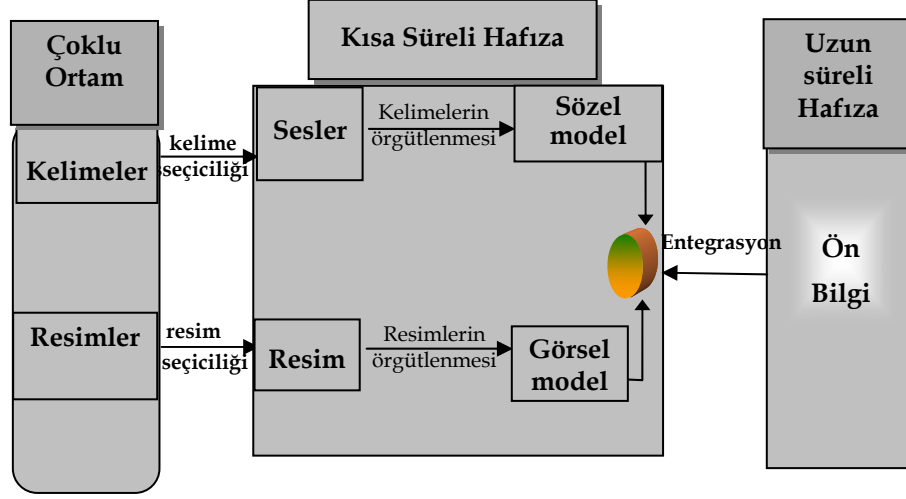 Çoklu
Ortam
Kısa Süreli Hafıza
Uzun
süreli
Hafıza
Kelimeler
kelime
seçiciliği
Sesler
Kelimelerin
örgütlenmesi
Sözel
model
Entegrasyon
Ön
Bilgi
Resimler
resim
seçiciliği
Resim
Resimlerin
örgütlenmesi
Görsel
model